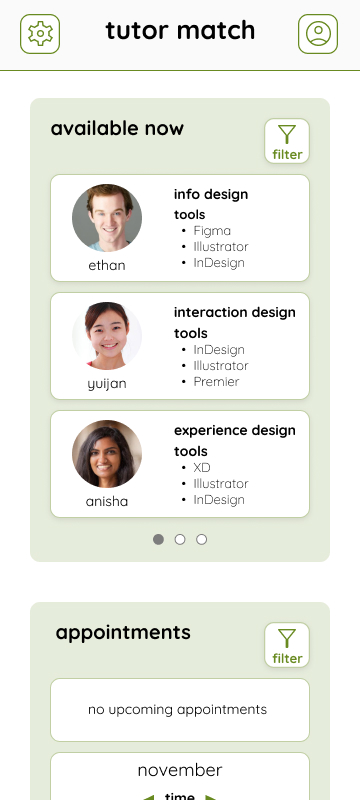 tutor match
available now
filter
info design
tools
• Figma
• Illustrator
• InDesign
ethan
interaction design
tools
• InDesign
• Illustrator
• Premier
yuijan
experience design
tools
• XD
• Illustrator
• InDesign
anisha
appointments
filter
no upcoming appointments
november
time